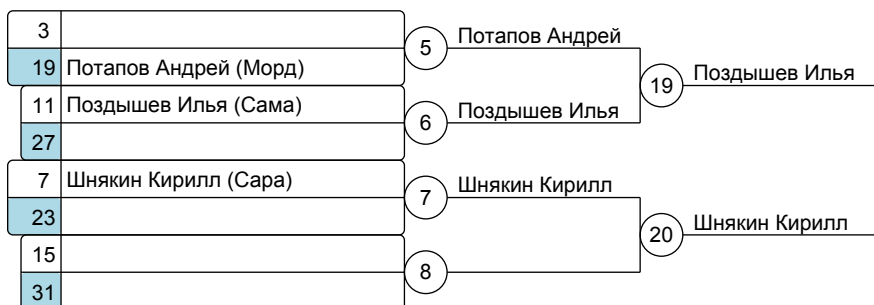 3
19 Потапов Андрей (Морд)
11 Поздышев Илья (Сама)
27
7 Шнякин Кирилл (Сара)
23
15
31
5 Потапов Андрей
6 Поздышев Илья
7 Шнякин Кирилл
8
19 Поздышев Илья
20 Шнякин Кирилл